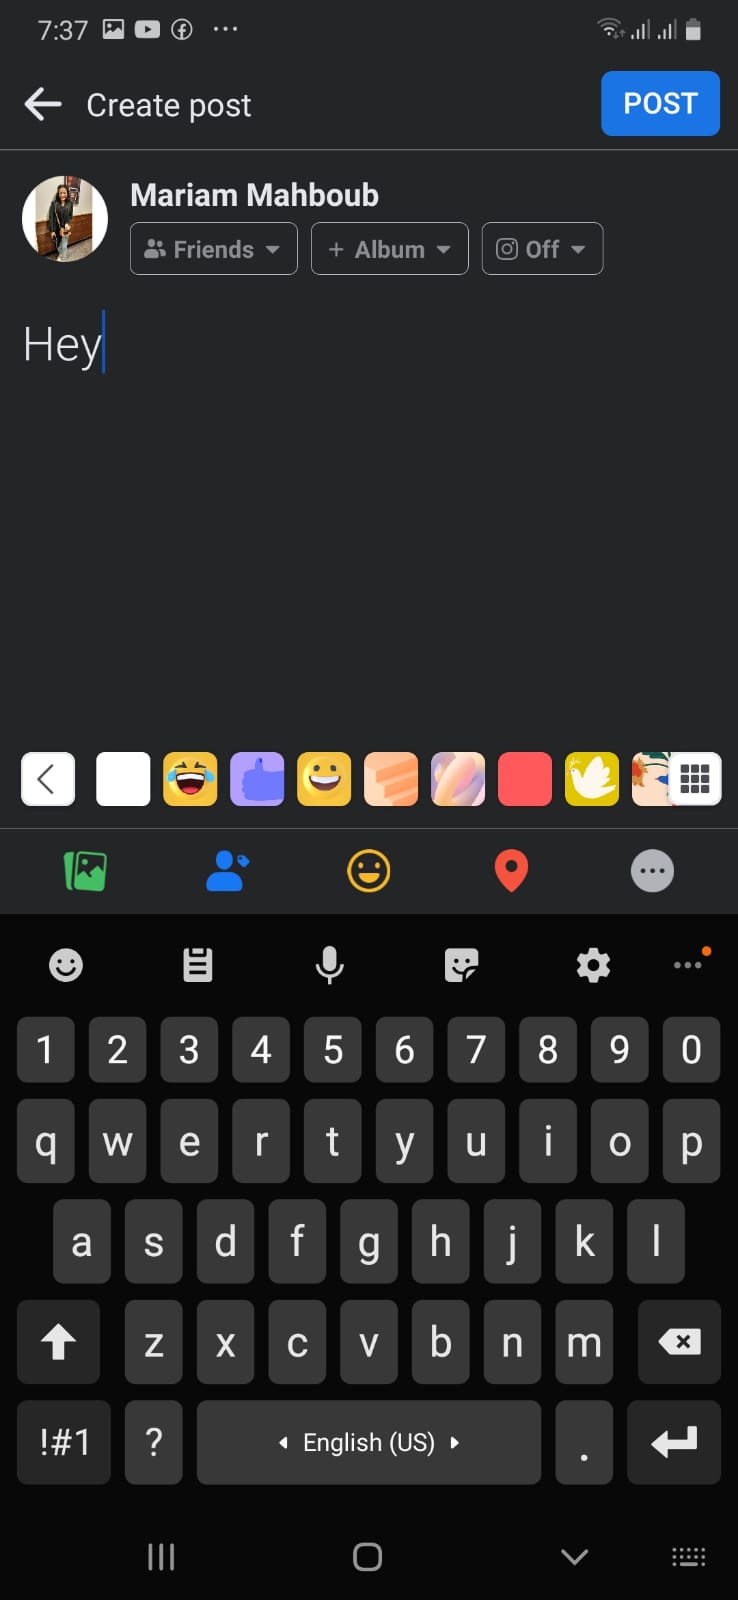 7:37
Create post
POST
Mariam Mahboub
Friends
+ Album
Off
Hey
1 2 3 4 5 6 7 8 9 0
q w e r t y u i o p
a s d f g h j k l
z x c v b n m
!#1 ? English (US) .